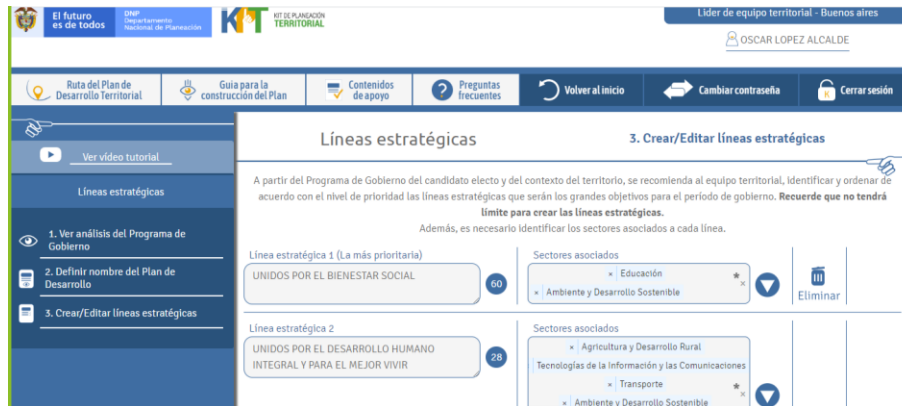 El futuro
es de todos
DNP
Departamento
Nacional de Planeación
KIT DE PLANEACIÓN
TERRITORIAL
Lider de equipo territorial - Buenos aires
OSCAR LOPEZ ALCALDE
Ruta del Plan de
Desarrollo Territorial
Guia para la
construcción del Plan
Contenidos
de apoyo
Preguntas
frecuentes
Volver al inicio
Cambiar contraseña
Cerrar sesión
Ver vídeo tutorial
Líneas estratégicas
1. Ver análisis del Programa de
Gobierno
2. Definir nombre del Plan de
Desarrollo
3. Crear/Editar líneas estratégicas
Líneas estratégicas
3. Crear/Editar líneas estratégicas
A partir del Programa de Gobierno del candidato electo y del contexto del territorio, se recomienda al equipo territorial, identificar y ordenar de
acuerdo con el nivel de prioridad las líneas estratégicas que serán los grandes objetivos para el período de gobierno. Recuerde que no tendrá
límite para crear las líneas estratégicas.
Además, es necesario identificar los sectores asociados a cada línea.
Línea estratégica 1 (La más prioritaria)
UNIDOS POR EL BIENESTAR SOCIAL
60
Sectores asociados
× Educación
× Ambiente y Desarrollo Sostenible
* ×
Eliminar
Línea estratégica 2
UNIDOS POR EL DESARROLLO HUMANO
INTEGRAL Y PARA EL MEJOR VIVIR
28
Sectores asociados
× Agricultura y Desarrollo Rural
Tecnologías de la Información y las Comunicaciones
× Transporte
× Ambiente y Desarrollo Sostenible
* ×